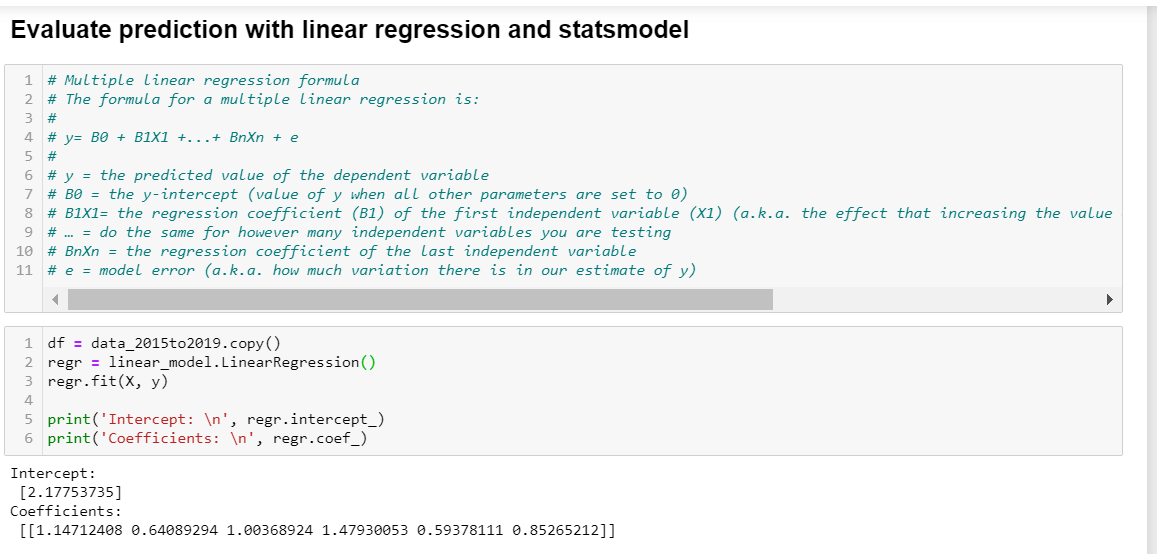 Evaluate prediction with linear regression and statsmodel
1 # Multiple linear regression formula
2 # The formula for a multiple linear regression is:
3 #
4 # y= B0 + B1X1 +...+ BnXn + e
5 #
6 # y = the predicted value of the dependent variable
7 # B0 = the y-intercept (value of y when all other parameters are set to 0)
8 # B1X1= the regression coefficient (B1) of the first independent variable (X1) (a.k.a. the effect that increasing the value
9 # … = do the same for however many independent variables you are testing
10 # BnXn = the regression coefficient of the last independent variable
11 # e = model error (a.k.a. how much variation there is in our estimate of y)
1 df = data_2015to2019.copy()
2 regr = linear_model.LinearRegression()
3 regr.fit(X, y)
4
5 print('Intercept: \n', regr.intercept_)
6 print('Coefficients: \n', regr.coef_)
Intercept:
[2.17753735]
Coefficients:
[[1.14712408 0.64089294 1.00368924 1.47930053 0.59378111 0.85265212]]